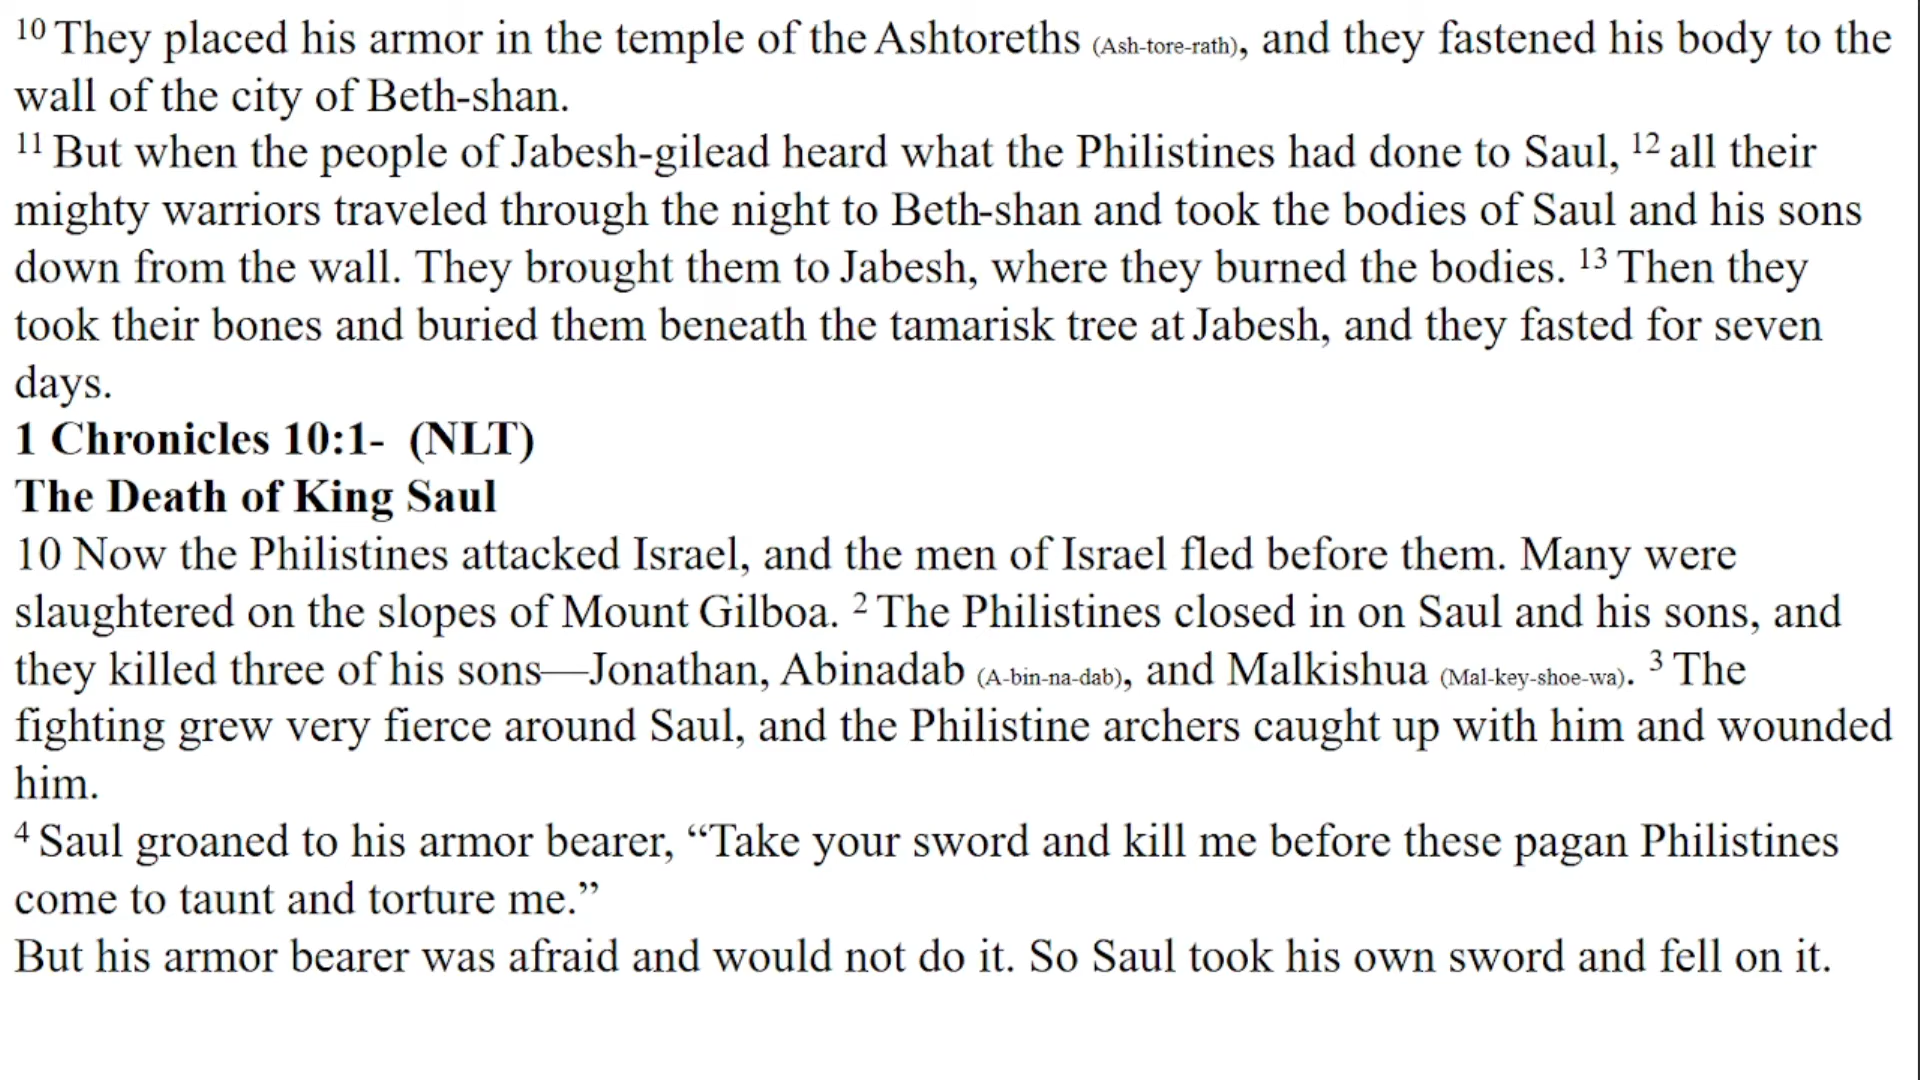 10 They placed his armor in the temple of the Ashtoreths (Ash-tore-rath), and they fastened his body to the
wall of the city of Beth-shan.
11 But when the people of Jabesh-gilead heard what the Philistines had done to Saul, 12 all their
mighty warriors traveled through the night to Beth-shan and took the bodies of Saul and his sons
down from the wall. They brought them to Jabesh, where they burned the bodies. 13 Then they
took their bones and buried them beneath the tamarisk tree at Jabesh, and they fasted for seven
days.
1 Chronicles 10:1-  (NLT)
The Death of King Saul
10 Now the Philistines attacked Israel, and the men of Israel fled before them. Many were
slaughtered on the slopes of Mount Gilboa. 2 The Philistines closed in on Saul and his sons, and
they killed three of his sons—Jonathan, Abinadab (A-bin-na-dab), and Malkishua (Mal-key-shoe-wa). 3 The
fighting grew very fierce around Saul, and the Philistine archers caught up with him and wounded
him.
4 Saul groaned to his armor bearer, “Take your sword and kill me before these pagan Philistines
come to taunt and torture me.”
But his armor bearer was afraid and would not do it. So Saul took his own sword and fell on it.